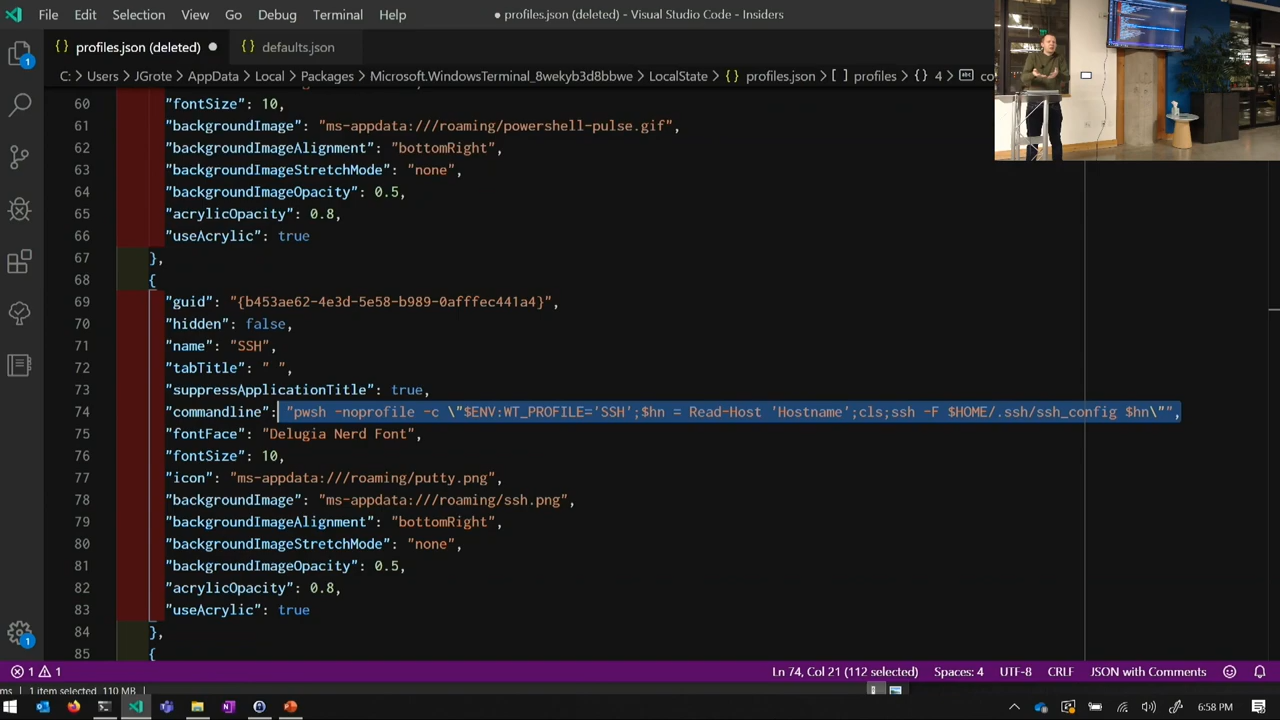 File Edit Selection View Go Debug Terminal Help
● profiles.json (deleted) - Visual Studio Code - Insiders
{} profiles.json (deleted) ●
{} defaults.json
C: > Users > JGrote > AppData > Local > Packages > Microsoft.WindowsTerminal_8wekyb3d8bbwe > LocalState > {} profiles.json > [ ] profiles > {} 4 > abc co
60 "fontSize": 10,
61 "backgroundImage": "ms-appdata:///roaming/powershell-pulse.gif",
62 "backgroundImageAlignment": "bottomRight",
63 "backgroundImageStretchMode": "none",
64 "backgroundImageOpacity": 0.5,
65 "acrylicOpacity": 0.8,
66 "useAcrylic": true
67 },
68 {
69 "guid": "{b453ae62-4e3d-5e58-b989-0afffec441a4}",
70 "hidden": false,
71 "name": "SSH",
72 "tabTitle": " ",
73 "suppressApplicationTitle": true,
74 "commandline": "pwsh -noprofile -c \"$ENV:WT_PROFILE='SSH';$hn = Read-Host 'Hostname';cls;ssh -F $HOME/.ssh/ssh_config $hn\"",
75 "fontFace": "Delugia Nerd Font",
76 "fontSize": 10,
77 "icon": "ms-appdata:///roaming/putty.png",
78 "backgroundImage": "ms-appdata:///roaming/ssh.png",
79 "backgroundImageAlignment": "bottomRight",
80 "backgroundImageStretchMode": "none",
81 "backgroundImageOpacity": 0.5,
82 "acrylicOpacity": 0.8,
83 "useAcrylic": true
84 },
85 {
1
1
1 1
Ln 74, Col 21 (112 selected) Spaces: 4 UTF-8 CRLF JSON with Comments
ms 1 item selected 110 MB
6:58 PM